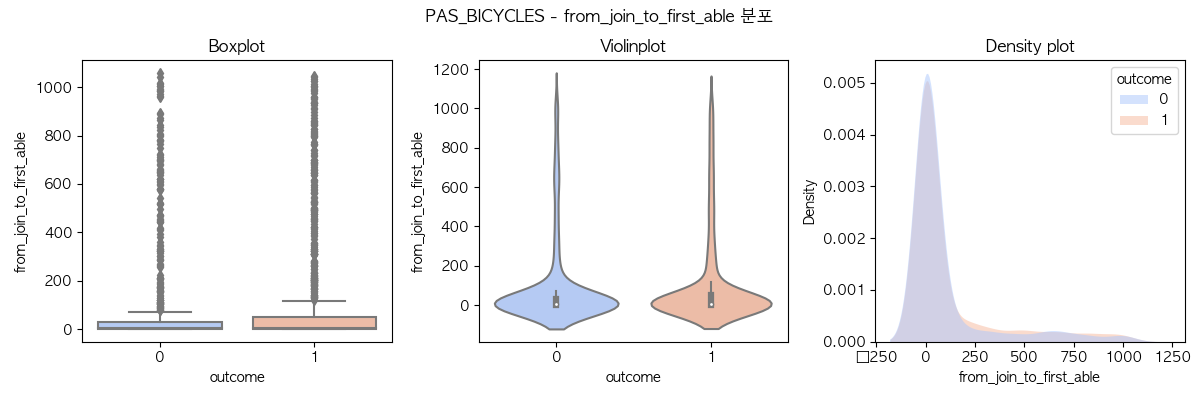 PAS_BICYCLES - from_join_to_first_able 분포
Boxplot
from_join_to_first_able
1000
800
600
400
200
0
0 1
outcome
Violinplot
from_join_to_first_able
1200
1000
800
600
400
200
0
0 1
outcome
Density plot
Density
0.005
0.004
0.003
0.002
0.001
0.000
outcome
0
1
□250 0 250 500 750 1000 1250
from_join_to_first_able